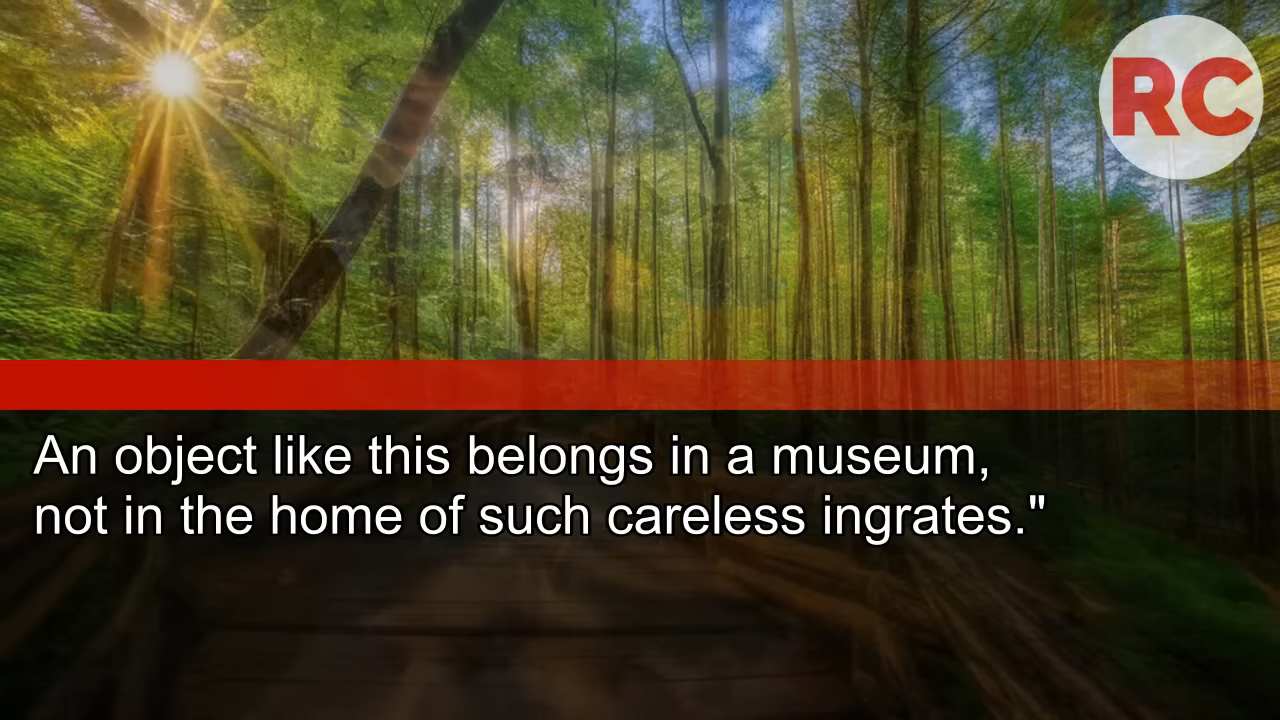 RC
An object like this belongs in a museum,
not in the home of such careless ingrates."